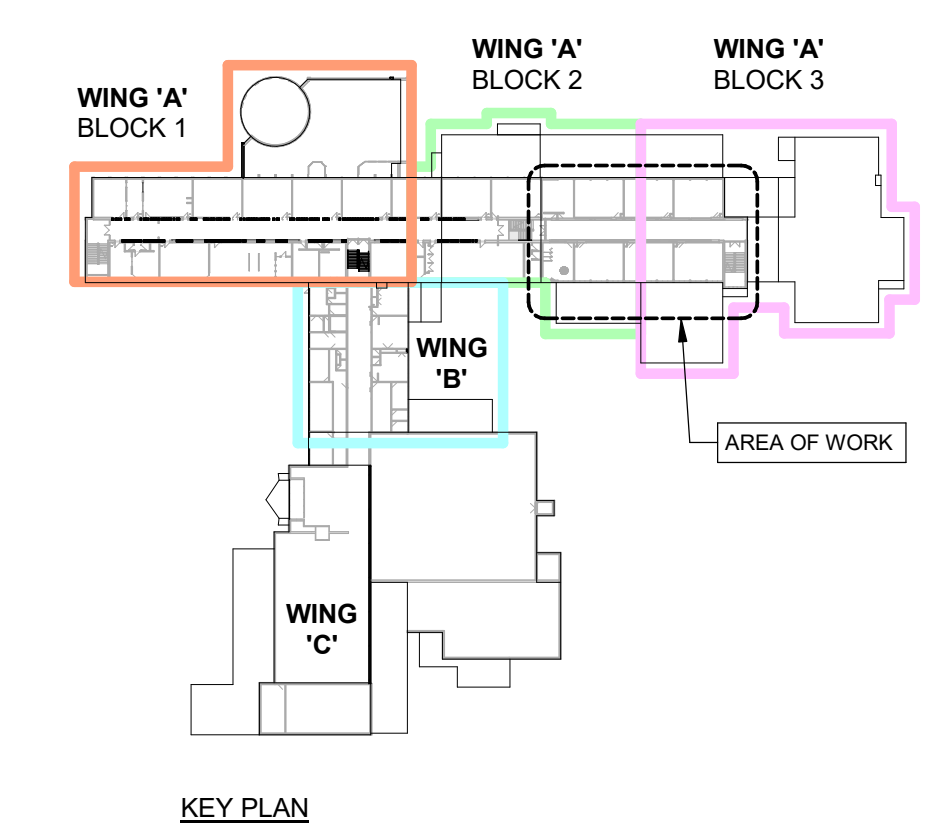 WING 'A'
BLOCK 1
WING 'A'
BLOCK 2
WING 'A'
BLOCK 3
WING
'B'
AREA OF WORK
WING
'C'
KEY PLAN